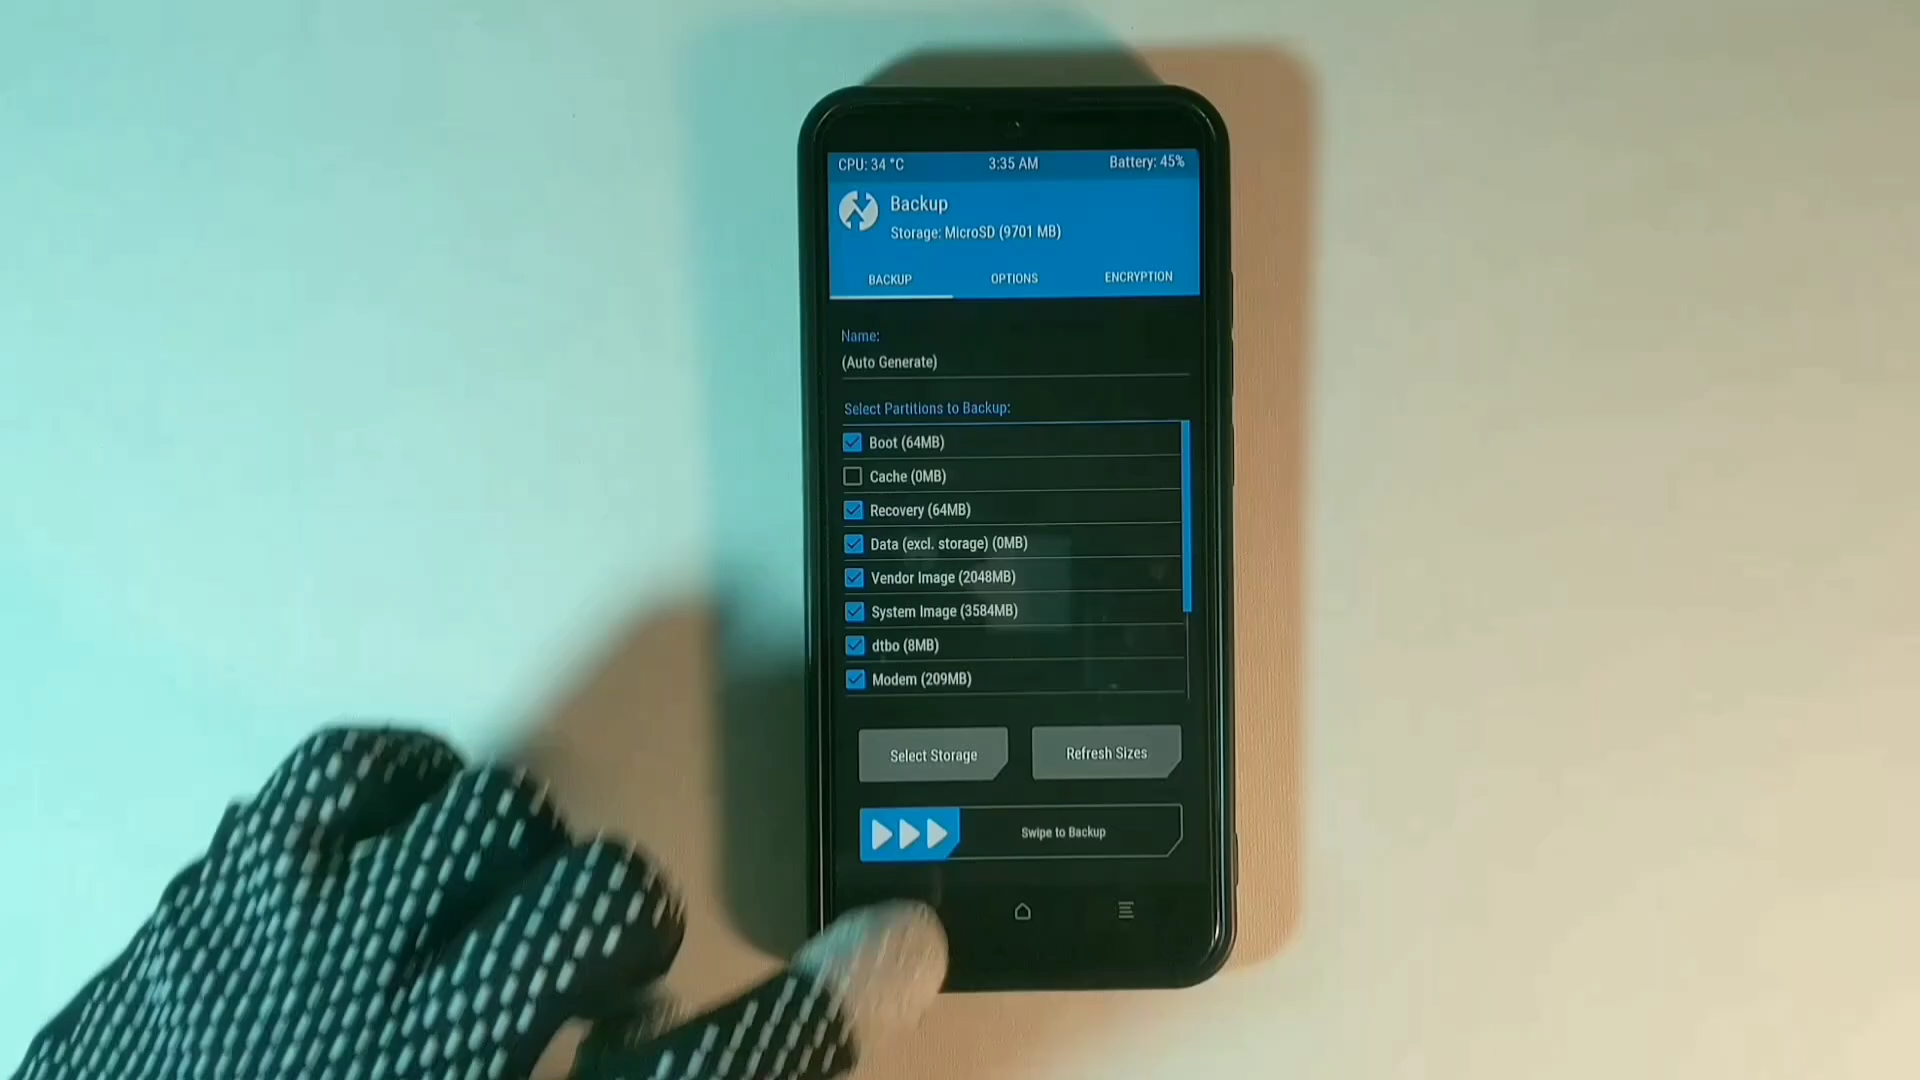 CPU: 34 °C 3:35 AM Battery: 45%
Backup
Storage: MicroSD (9701 MB)
BACKUP OPTIONS ENCRYPTION
Name:
(Auto Generate)
Select Partitions to Backup:
Boot (64MB)
Cache (0MB)
Recovery (64MB)
Data (excl. storage) (0MB)
Vendor Image (2048MB)
System Image (3584MB)
dtbo (8MB)
Modem (209MB)
Select Storage Refresh Sizes
Swipe to Backup